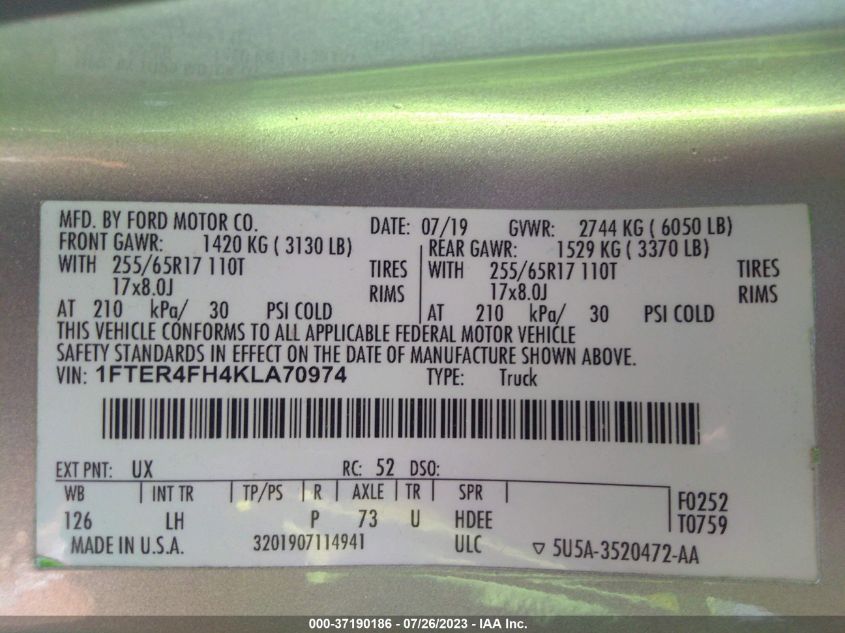 MFD. BY FORD MOTOR CO. DATE: 07/19 GVWR: 2744 KG ( 6050 LB)
FRONT GAWR: 1420 KG ( 3130 LB) REAR GAWR: 1529 KG ( 3370 LB)
WITH 255/65R17 110T TIRES WITH 255/65R17 110T TIRES
17x8.0J RIMS 17x8.0J RIMS
AT 210 kPa/ 30 PSI COLD AT 210 kPa/ 30 PSI COLD
THIS VEHICLE CONFORMS TO ALL APPLICABLE FEDERAL MOTOR VEHICLE
SAFETY STANDARDS IN EFFECT ON THE DATE OF MANUFACTURE SHOWN ABOVE.
VIN: 1FTER4FH4KLA70974 TYPE: Truck
EXT PNT: UX RC: 52 DSO:
WB INT TR TP/PS R AXLE TR SPR F0252
126 LH P 73 U HDEE T0759
MADE IN U.S.A. 3201907114941 ULC ▽ 5U5A-3520472-AA
000-37190186 - 07/26/2023 - IAA Inc.